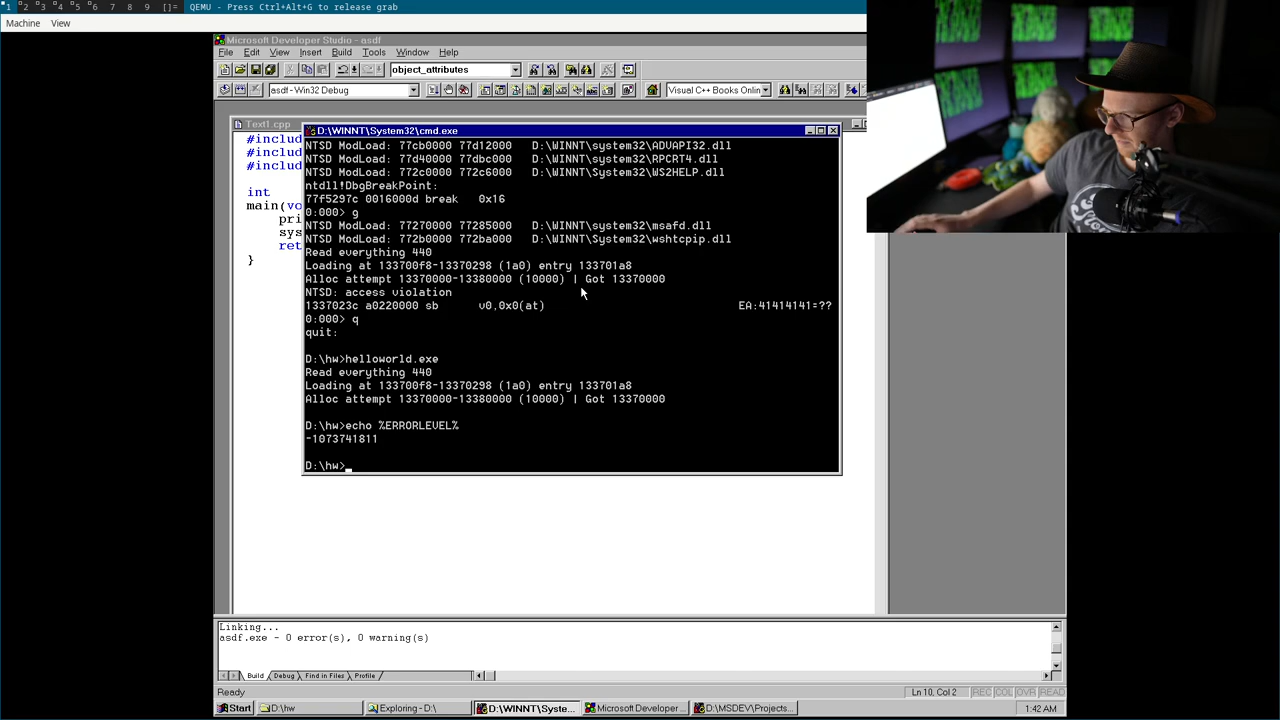 1 2 3 4 5 6 7 8 9 []= QEMU - Press Ctrl+Alt+G to release grab
Machine View
Microsoft Developer Studio - asdf
File Edit View Insert Build Tools Window Help
object_attributes
asdf - Win32 Debug
Visual C++ Books Onlin
Text1.cpp
#includ
#includ
#includ
int
main(vo
pri
sys
ret
}
D:\WINNT\System32\cmd.exe
NTSD ModLoad: 77cb0000 77d12000 D:\WINNT\system32\ADVAPI32.dll
NTSD ModLoad: 77d40000 77dbc000 D:\WINNT\system32\RPCRT4.dll
NTSD ModLoad: 772c0000 772c6000 D:\WINNT\System32\WS2HELP.dll
ntdll!DbgBreakPoint:
77f5297c 0016000d break 0x16
0:000> g
NTSD ModLoad: 77270000 77285000 D:\WINNT\system32\msafd.dll
NTSD ModLoad: 772b0000 772ba000 D:\WINNT\System32\wshtcpip.dll
Read everything 440
Loading at 133700f8-13370298 (1a0) entry 133701a8
Alloc attempt 13370000-13380000 (10000) | Got 13370000
NTSD: access violation
1337023c a0220000 sb v0,0x0(at) EA:41414141=??
0:000> q
quit:
D:\hw>helloworld.exe
Read everything 440
Loading at 133700f8-13370298 (1a0) entry 133701a8
Alloc attempt 13370000-13380000 (10000) | Got 13370000
D:\hw>echo %ERRORLEVEL%
-1073741811
D:\hw>
Linking...
asdf.exe - 0 error(s), 0 warning(s)
Build Debug Find in Files Profile
Ready Ln 10, Col 2 REC COL OVR READ
Start D:\hw Exploring - D:\ D:\WINNT\Syste... Microsoft Developer ... D:\MSDEV\Projects... 1:42 AM